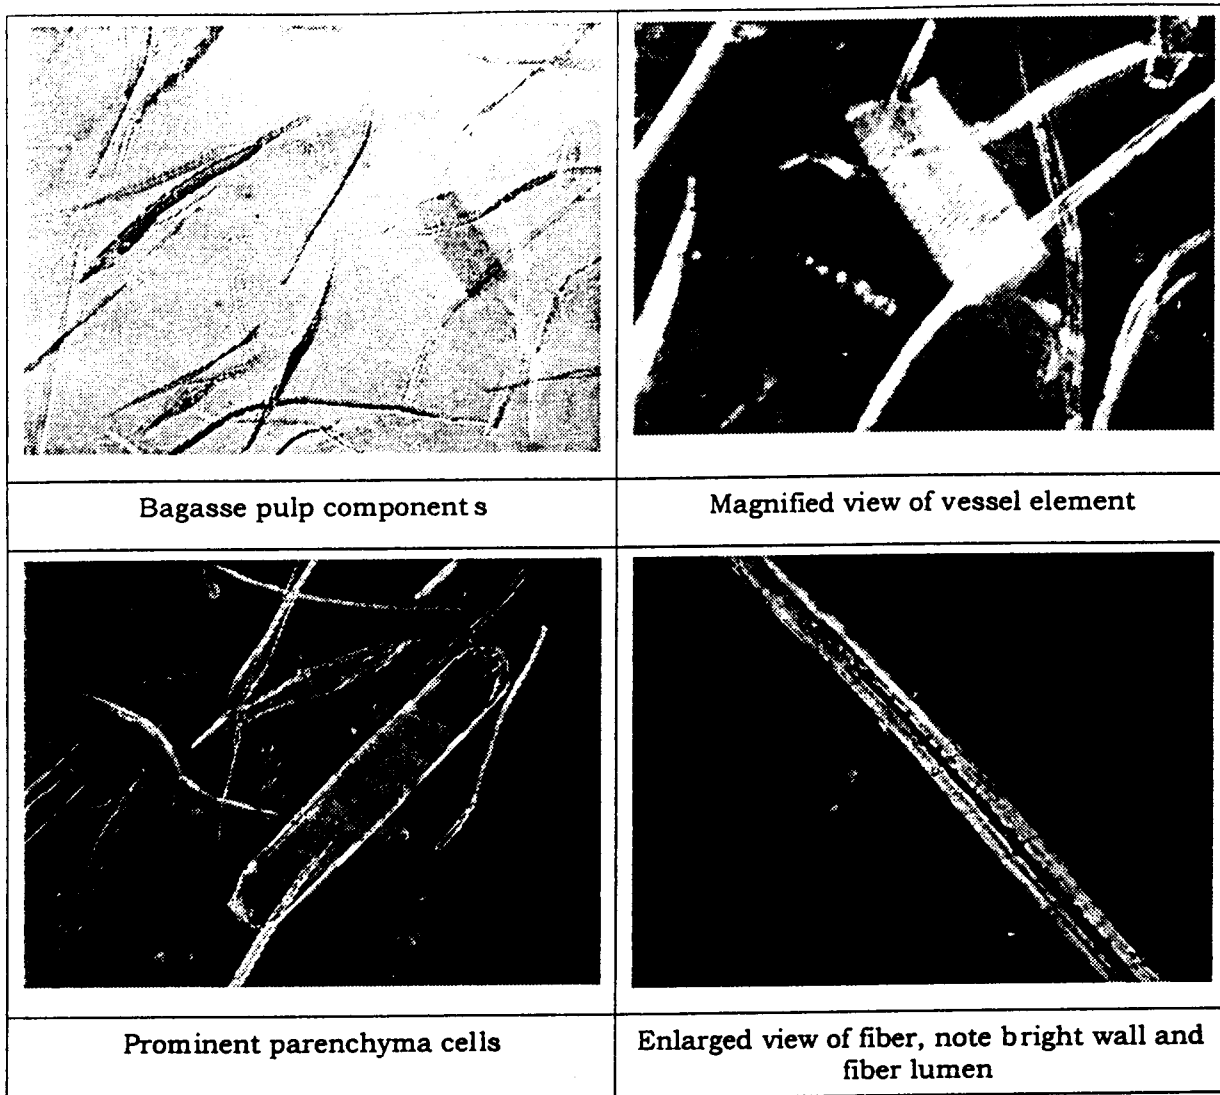 Bagasse pulp components
Magnified view of vessel element
Prominent parenchyma cells
Enlarged view of fiber, note bright wall and
fiber lumen